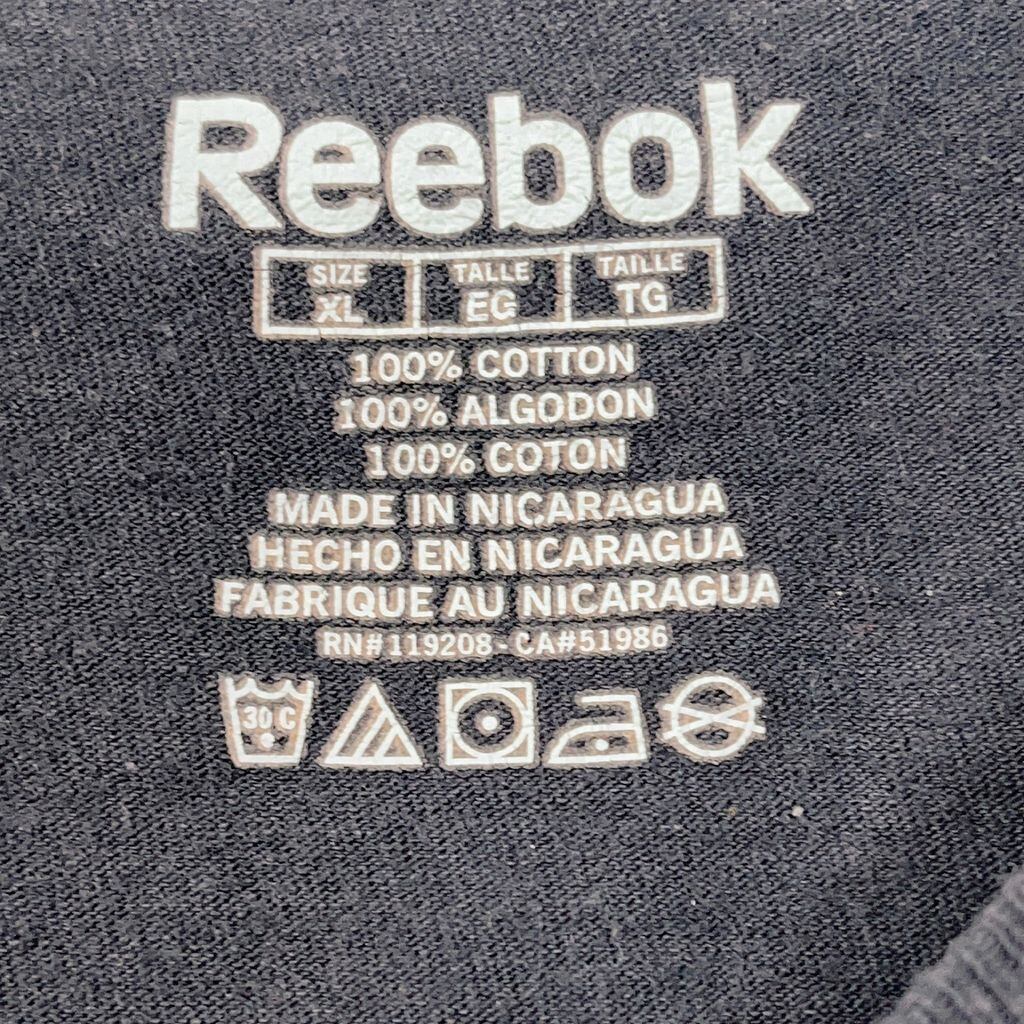 Reebok
SIZE TALLE TAILLE
XL EG TG
100% COTTON
100% ALGODON
100% COTON
MADE IN NICARAGUA
HECHO EN NICARAGUA
FABRIQUE AU NICARAGUA
RN#119208-CA#51986
30 C